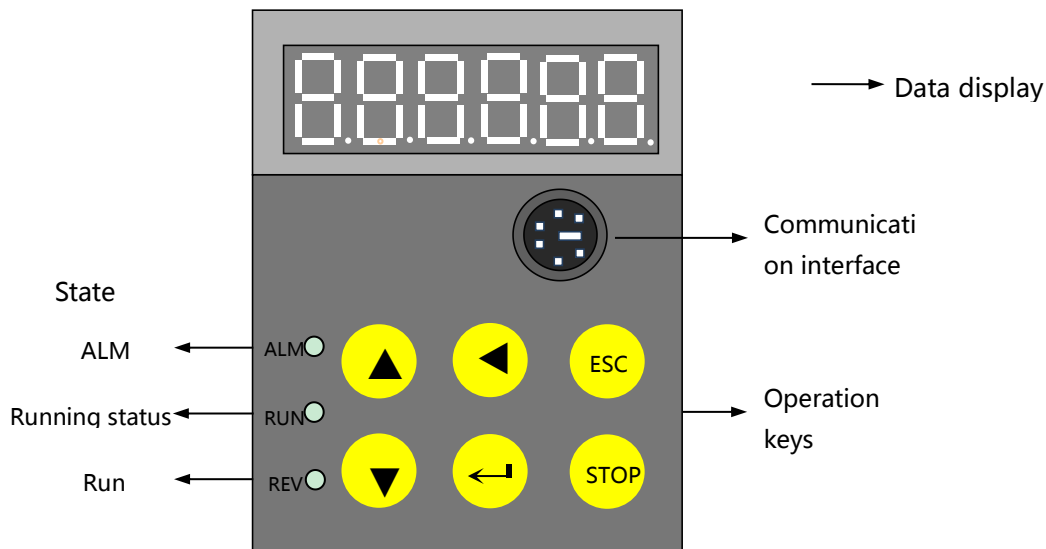 Data display
Communicati
on interface
State
ALM
ALM
ESC
Running status
RUN
Operation
keys
Run
REV
STOP